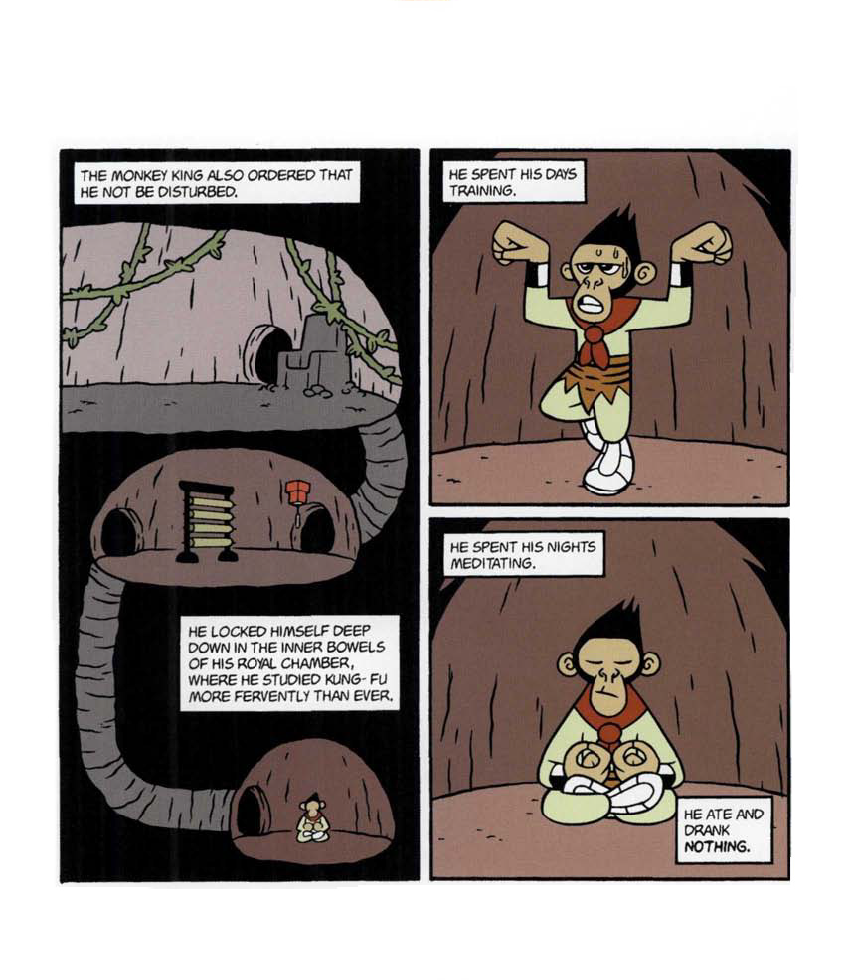 THE MONKEY KING ALSO ORDERED THAT
HE NOT BE DISTURBED.
HE LOCKED HIMSELF DEEP
DOWN IN THE INNER BOWELS
OF HIS ROYAL CHAMBER,
WHERE HE STUDIED KUNG- FU
MORE FERVENTLY THAN EVER.
HE SPENT HIS DAYS
TRAINING.
HE SPENT HIS NIGHTS
MEDITATING.
HE ATE AND
DRANK
NOTHING.